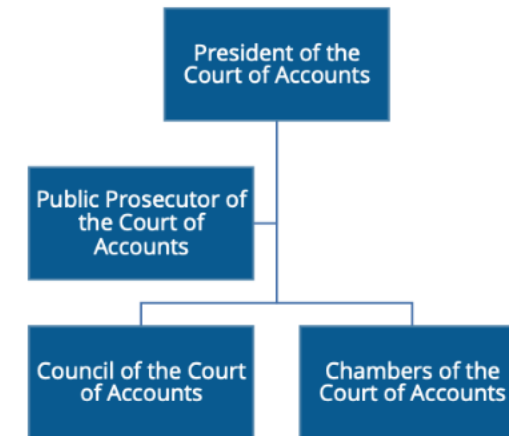 President of the
Court of Accounts
Public Prosecutor of
the Court of
Accounts
Council of the Court
of Accounts
Chambers of the
Court of Accounts